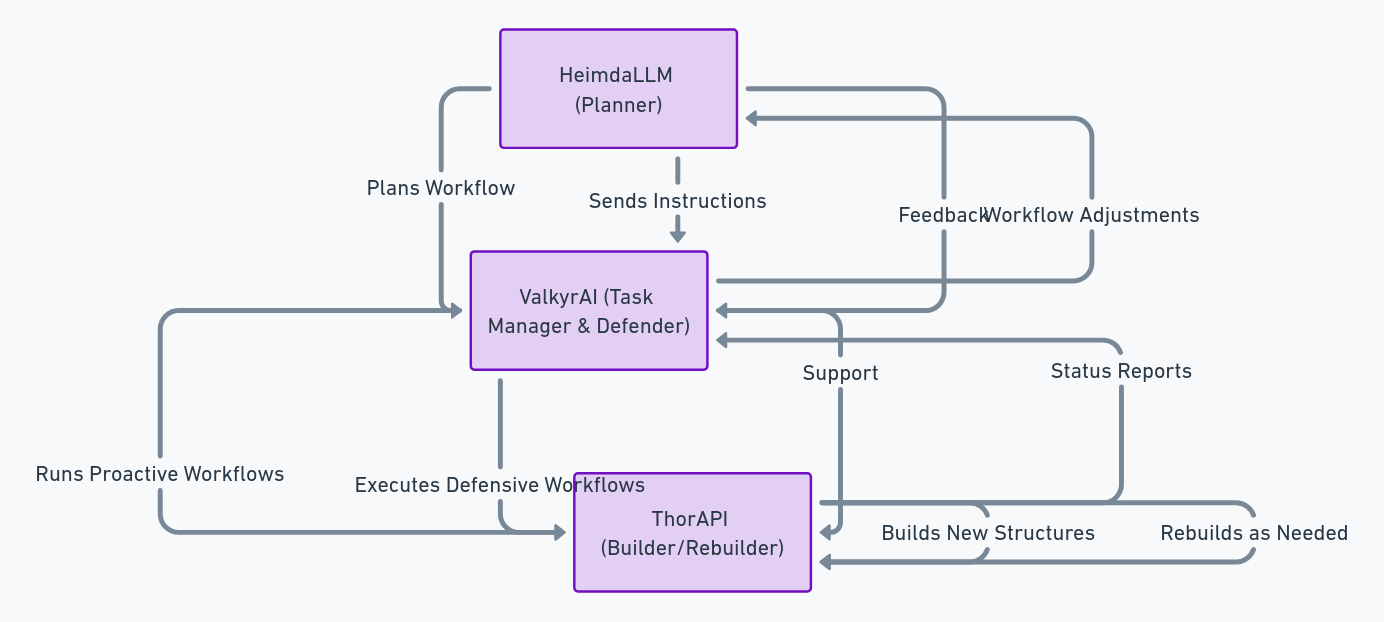 HeimdaLLM
(Planner)
Plans Workflow
Sends Instructions
Feedback
Workflow Adjustments
ValkyrAI (Task
Manager & Defender)
Support
Status Reports
Runs Proactive Workflows
Executes Defensive Workflows
ThorAPI
(Builder/Rebuilder)
Builds New Structures
Rebuilds as Needed